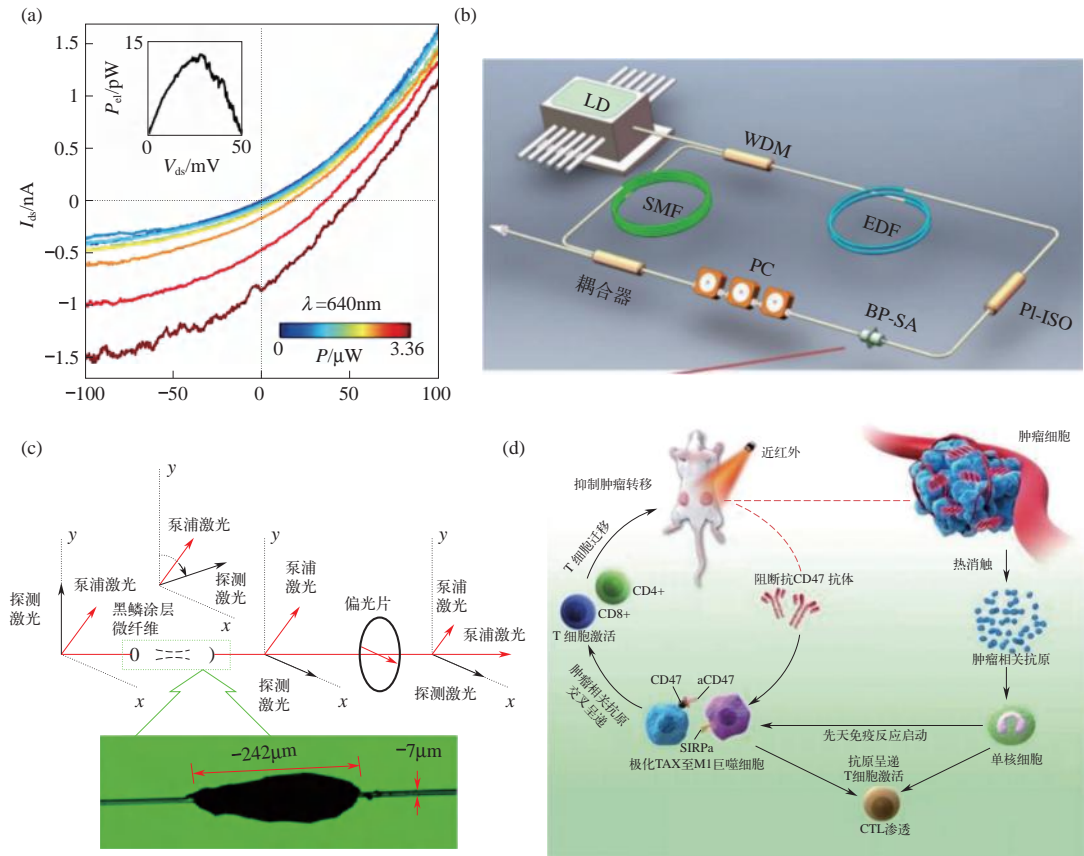 (a)
1.5
1
0.5
0
−0.5
−1
−1.5
I_ds/nA
15
P_el/pW
0
50
V_ds/mV
λ=640nm
0
P/μW
3.36
−100
−50
0
50
100
(b)
LD
WDM
SMF
EDF
PC
耦合器
BP-SA
PI-ISO
(c)
y
泵浦激光
探测
激光
x
y
泵浦激光
探测
激光
黑鳞涂层
微纤维
x
0
)
y
泵浦
激光
探测
激光
x
偏光片
y
泵浦
激光
泵浦激光
探测激光
x
−242μm
−7μm
(d)
近红外
肿瘤细胞
抑制肿瘤转移
T 细胞迁移
CD4+
CD8+
T 细胞激活
阻断抗CD47 抗体
热消触
肿瘤相关抗原
肿瘤相关抗原
交叉呈递
CD47
aCD47
SIRPa
极化TAX至M1巨噬细胞
先天免疫反应启动
单核细胞
抗原呈递
T细胞激活
CTL渗透